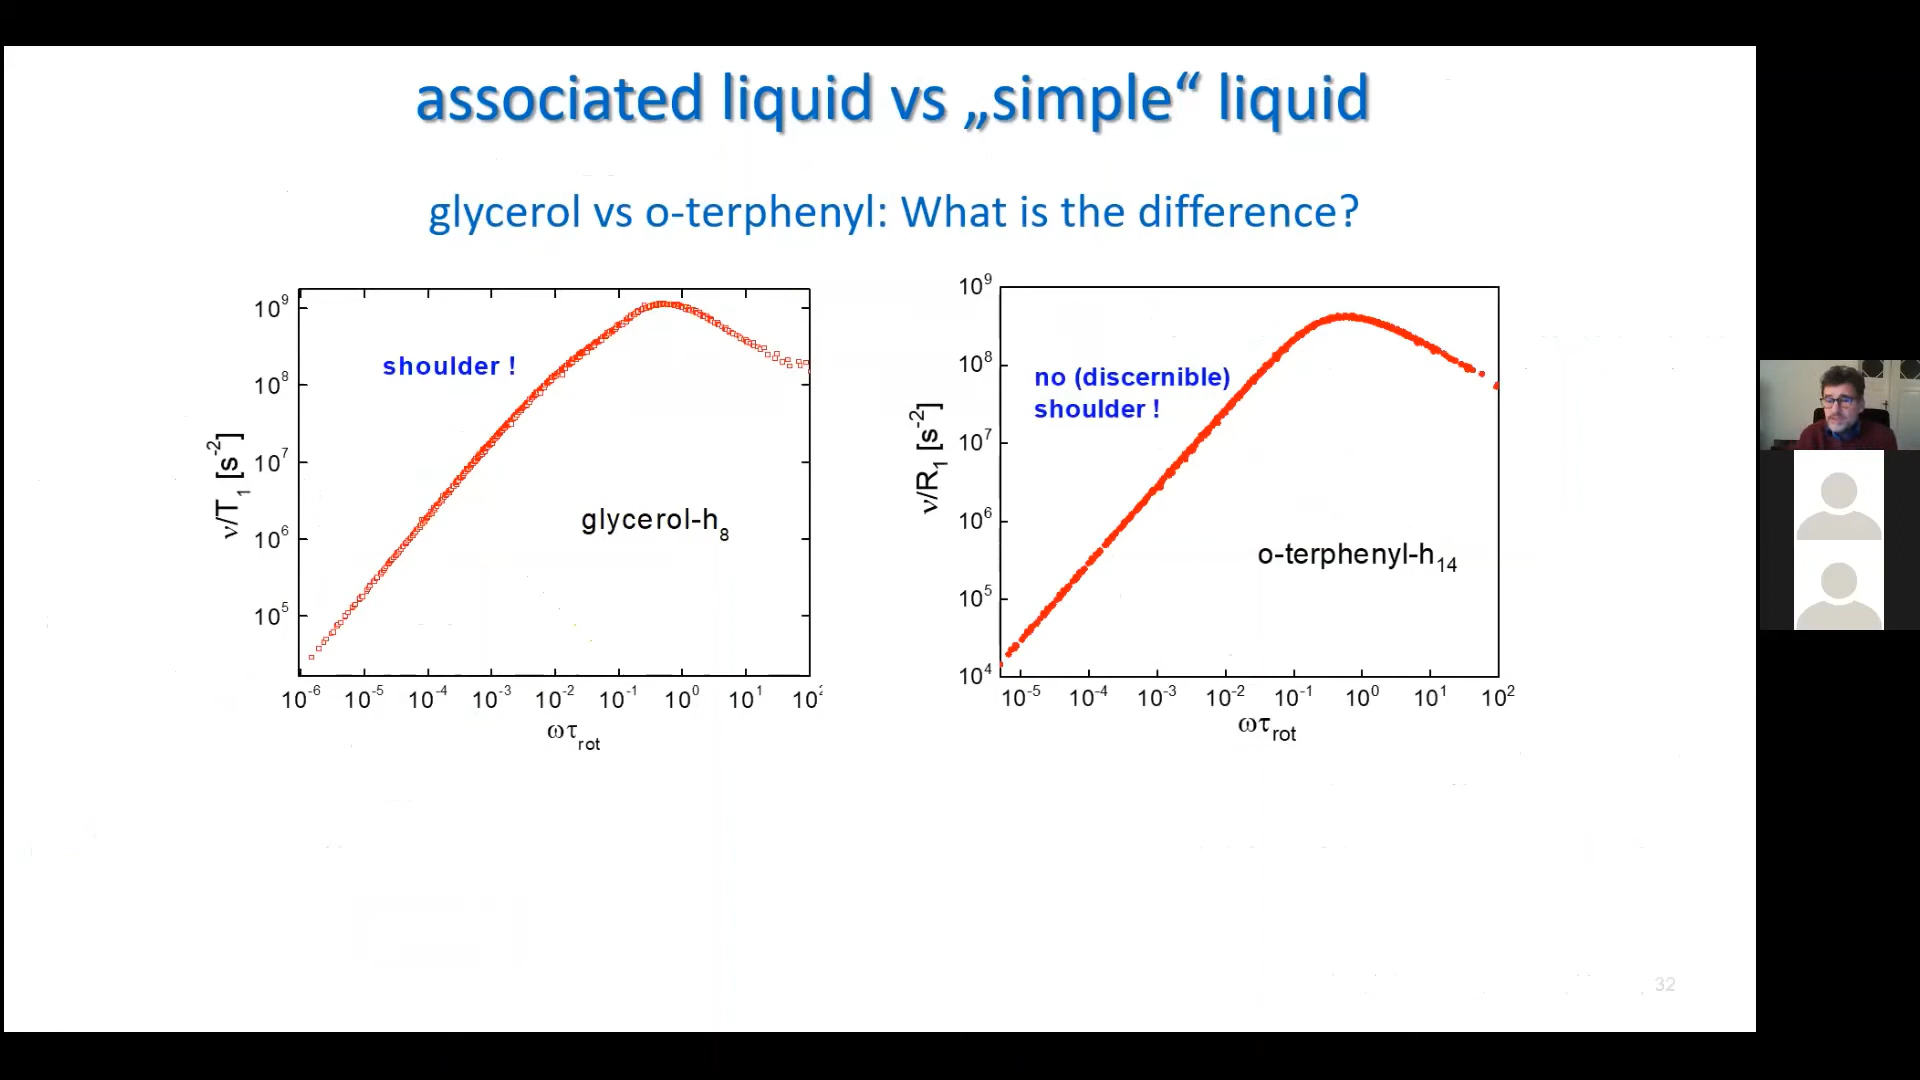 associated liquid vs „simple“ liquid
glycerol vs o-terphenyl: What is the difference?
10⁹
10⁸
10⁷
10⁶
10⁵
ν/T₁ [s⁻²]
shoulder !
glycerol-h₈
10⁻⁶ 10⁻⁵ 10⁻⁴ 10⁻³ 10⁻² 10⁻¹ 10⁰ 10¹ 10²
ωτ_rot
10⁹
10⁸
10⁷
10⁶
10⁵
10⁴
ν/R₁ [s⁻²]
no (discernible)
shoulder !
o-terphenyl-h₁₄
10⁻⁵ 10⁻⁴ 10⁻³ 10⁻² 10⁻¹ 10⁰ 10¹ 10²
ωτ_rot
32